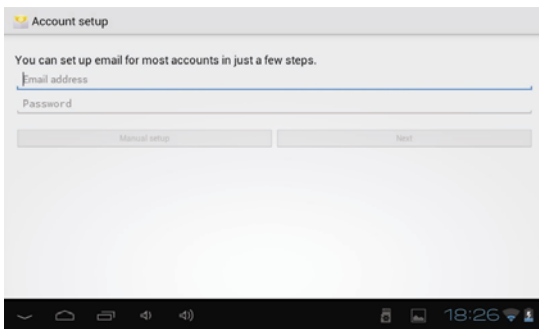 Account setup
You can set up email for most accounts in just a few steps.
Email address
Password
Manual setup Next
18:26